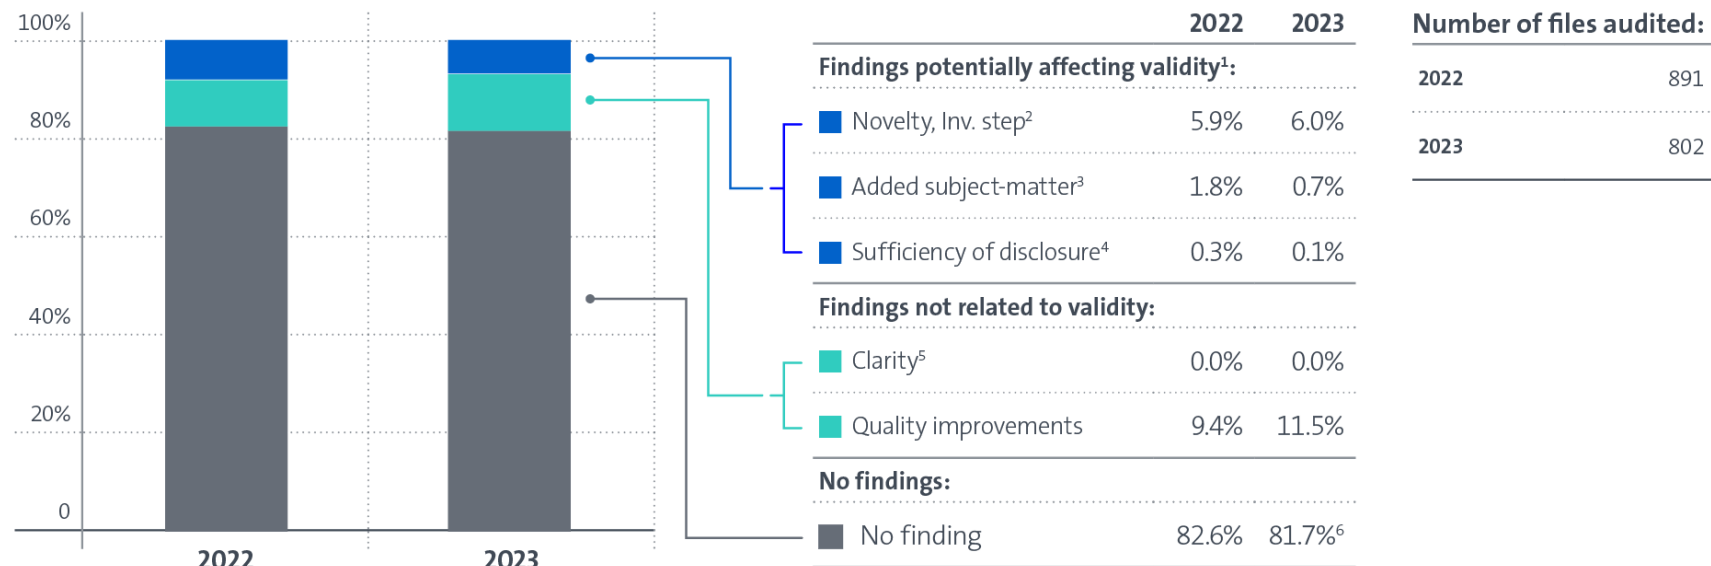 100%
80%
60%
40%
20%
0
2022 2023
2022 2023
Findings potentially affecting validity¹:
Novelty, Inv. step² 5.9% 6.0%
Added subject-matter³ 1.8% 0.7%
Sufficiency of disclosure⁴ 0.3% 0.1%
Findings not related to validity:
Clarity⁵ 0.0% 0.0%
Quality improvements 9.4% 11.5%
No findings:
No finding 82.6% 81.7%⁶
Number of files audited:
2022 891
2023 802